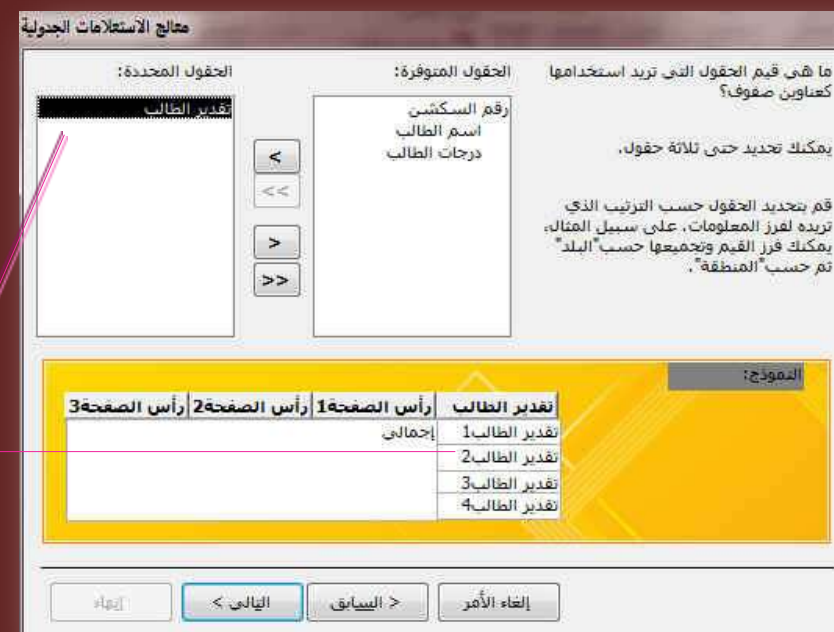 معالج الاستعلامات الجدولية
ما هي قيم الحقول التي تريد استخدامها
كعناوين صفوف؟
يمكنك تحديد حتى ثلاثة حقول.
قم بتحديد الحقول حسب الترتيب الذي
تريده لفرز المعلومات. على سبيل المثال،
يمكنك فرز القيم وتجميعها حسب"البلد"
ثم حسب"المنطقة".
الحقول المتوفرة:
رقم السكشن
اسم الطالب
درجات الطالب
<
<<
>
>>
الحقول المحددة:
تقدير الطالب
النموذج:
تقدير الطالب رأس الصفحة1 رأس الصفحة2 رأس الصفحة3
تقدير الطالب1 إجمالي
تقدير الطالب2
تقدير الطالب3
تقدير الطالب4
إلغاء الأمر < السابق التالي > إنهاء